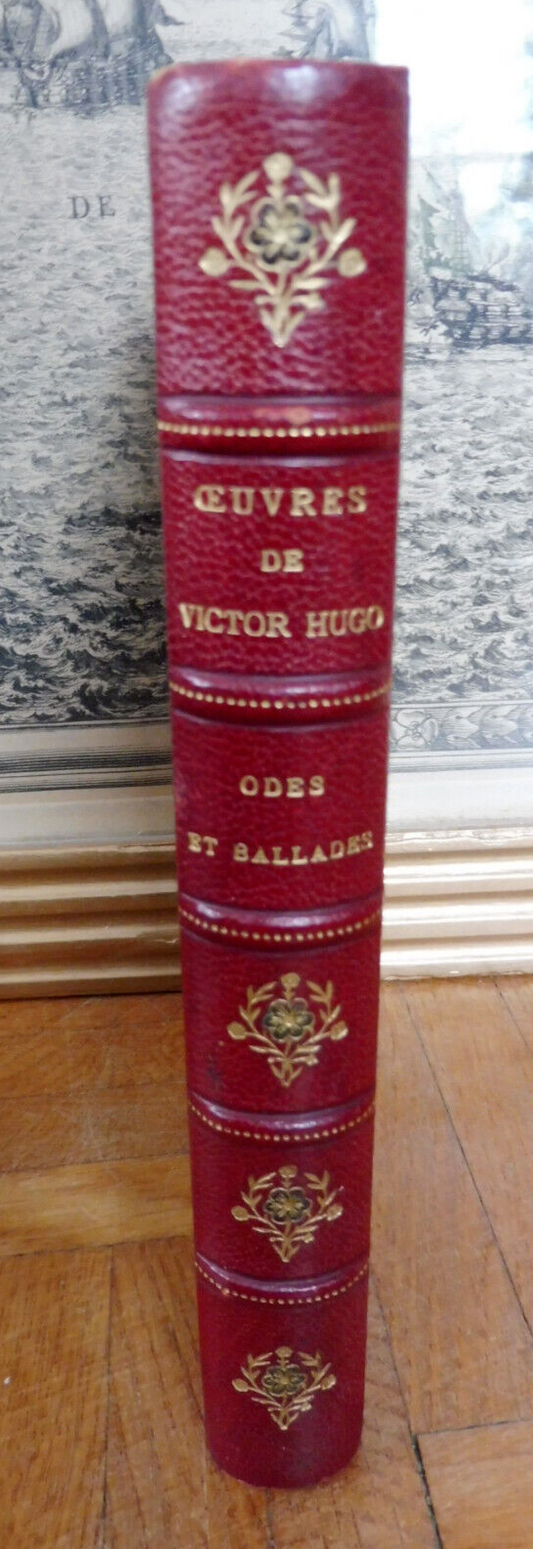 DE
ŒUVRES
DE
VICTOR HUGO
ODES
ET BALLADES